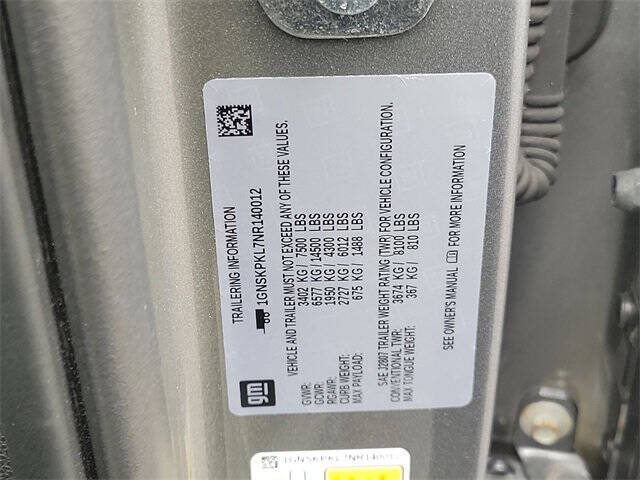 TRAILERING INFORMATION
1GNSKPKL7NR140012
VEHICLE AND TRAILER MUST NOT EXCEED ANY OF THESE VALUES.
GVWR: 3402 KG / 7500 LBS
GCWR: 6577 KG / 14500 LBS
RGAWR: 1950 KG / 4300 LBS
CURB WEIGHT: 2727 KG / 6012 LBS
MAX PAYLOAD: 675 KG / 1488 LBS
SAE J2807 TRAILER WEIGHT RATING (TWR) FOR VEHICLE CONFIGURATION.
CONVENTIONAL TWR: 3674 KG / 8100 LBS
MAX TONGUE WEIGHT: 367 KG / 810 LBS
SEE OWNER'S MANUAL FOR MORE INFORMATION
gm
1GNSKPKL7NR140012